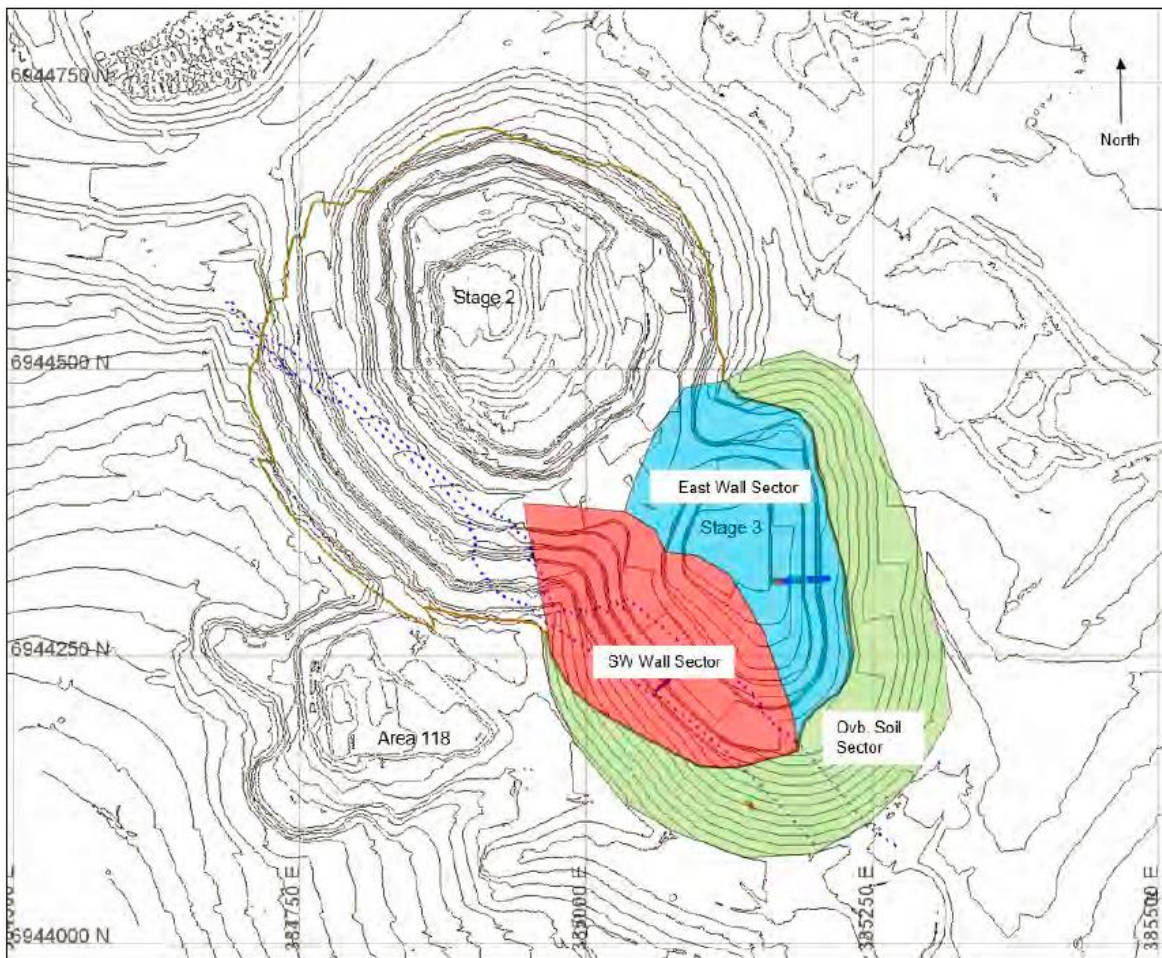 6944750 N
North
Stage 2
6944500 N
East Wall Sector
Stage 3
6944250 N
SW Wall Sector
Ovb. Soil
Sector
Area 118
6944000 N
384750 E
385000 E
385250 E
385500 E